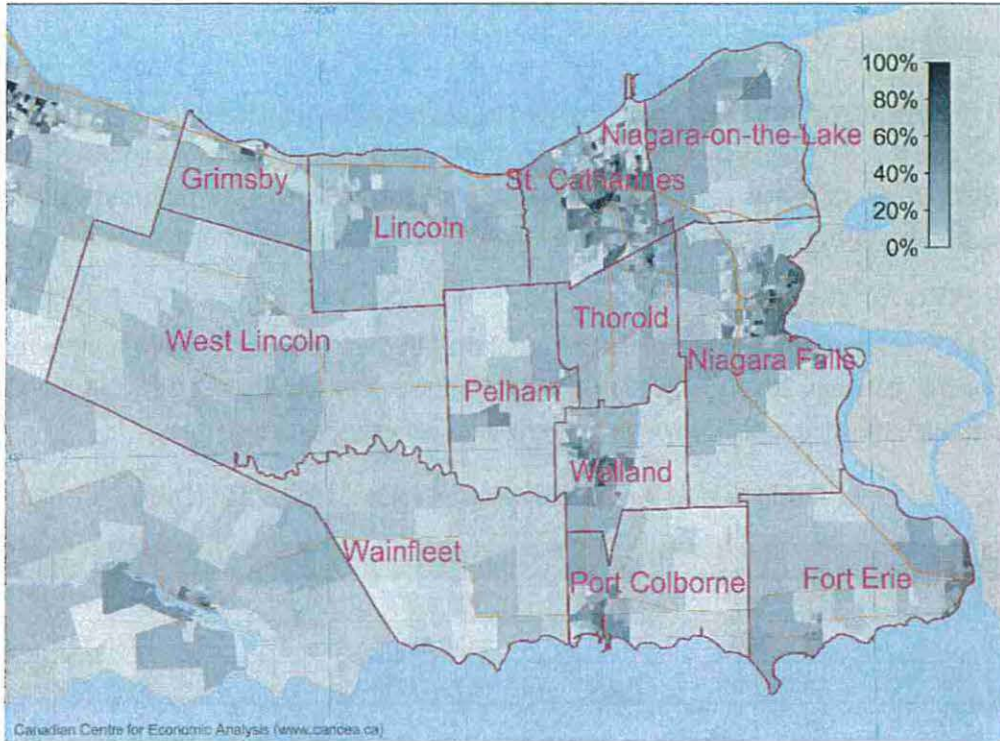 100%
80%
60%
40%
20%
0%
Niagara-on-the-Lake
Grimsby
St. Catharines
Lincoln
Thorold
West Lincoln
Niagara Falls
Pelham
Welland
Wainfleet
Port Colborne
Fort Erie
Canadian Centre for Economic Analysis (www.cancea.ca)